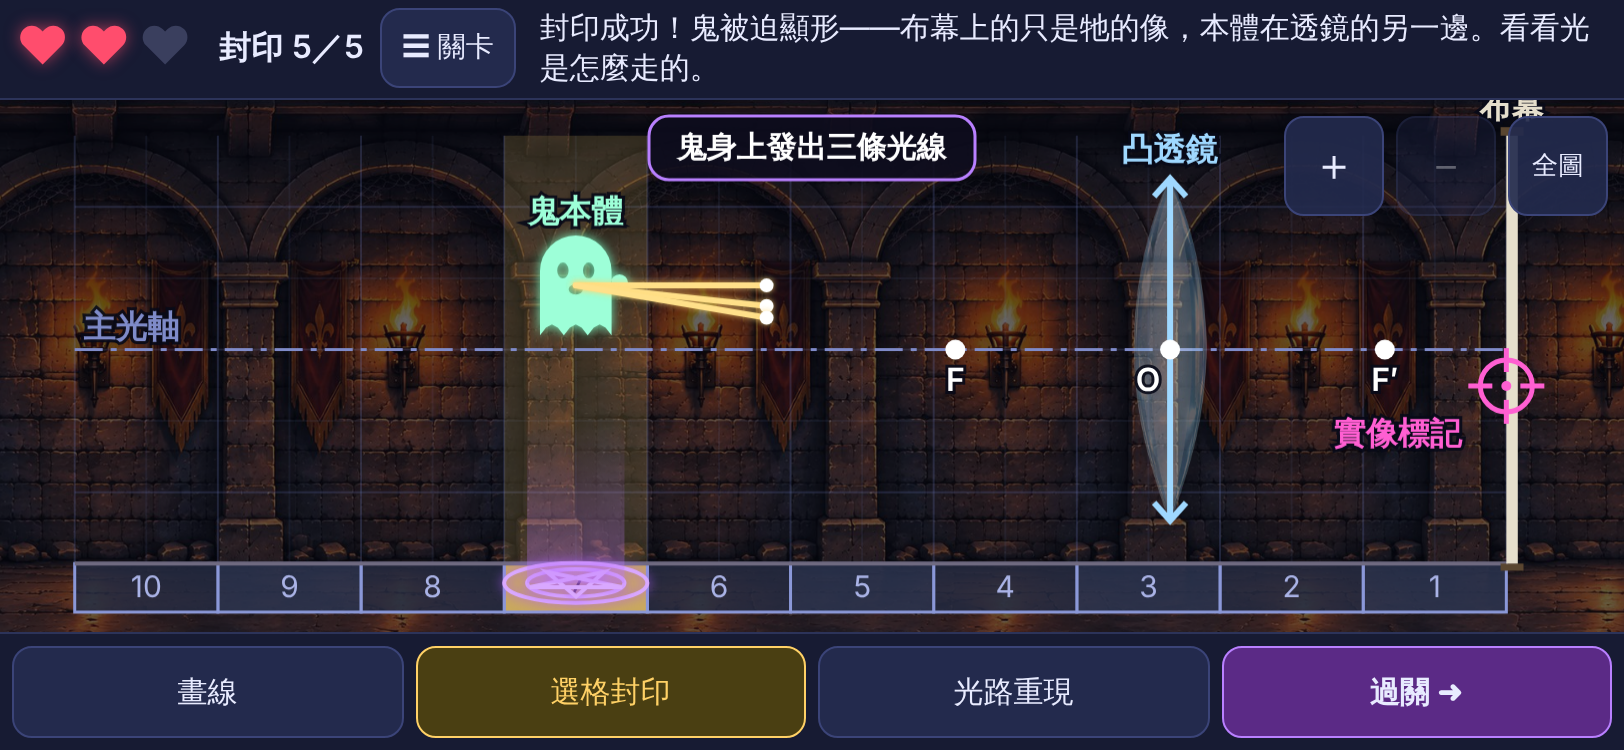 封印 5／5
☰ 關卡
封印成功！鬼被迫顯形——布幕上的只是牠的像，本體在透鏡的另一邊。看看光
是怎麼走的。
布幕
鬼身上發出三條光線
凸透鏡
+
−
全圖
鬼本體
主光軸
F
O
F′
實像標記
10
9
8
6
5
4
3
2
1
畫線
選格封印
光路重現
過關 ➜